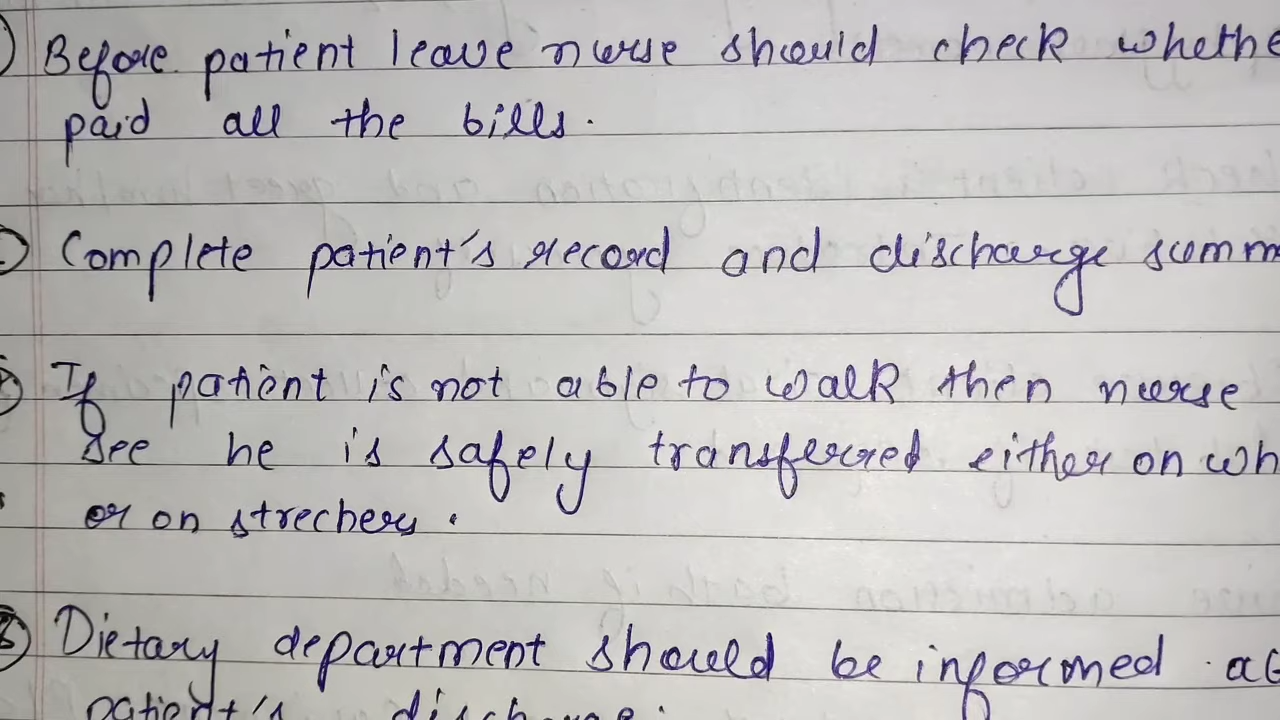 Before patient leave nurse should check whethe
paid all the bills.
Complete patient's record and discharge summ
If patient is not able to walk then nurse
see he is safely transferred either on wh
or on strechers.
Dietary department should be informed
patient's discharge.